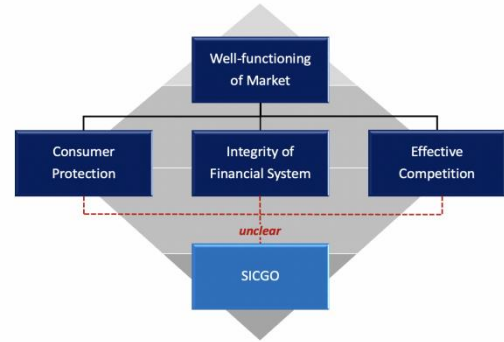 Well-functioning
of Market
Consumer
Protection
Integrity of
Financial System
Effective
Competition
unclear
SICGO